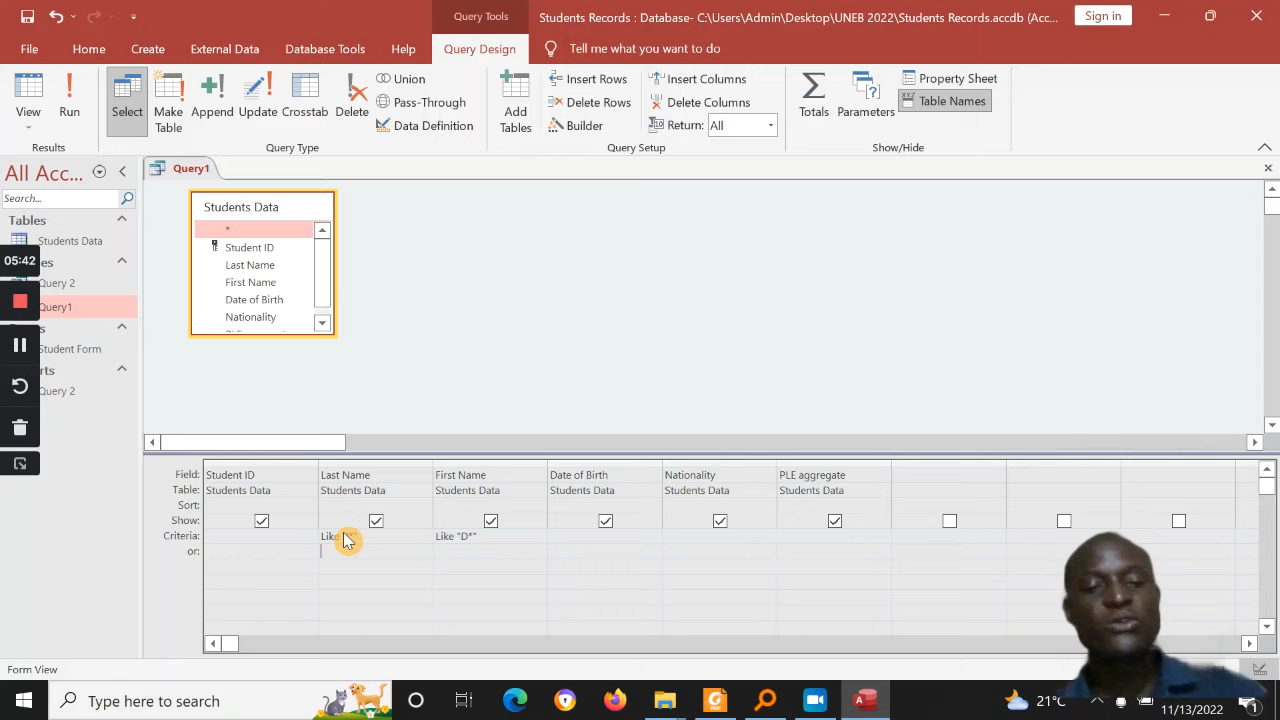 Query Tools
Students Records : Database- C:\Users\Admin\Desktop\UNEB 2022\Students Records.accdb (Acc...
Sign in
File
Home
Create
External Data
Database Tools
Help
Query Design
Tell me what you want to do
View
Run
Select
Make Table
Append
Update
Crosstab
Delete
Union
Pass-Through
Data Definition
Add Tables
Insert Rows
Delete Rows
Builder
Insert Columns
Delete Columns
Return: All
Totals
Parameters
Property Sheet
Table Names
Results
Query Type
Query Setup
Show/Hide
All Acc...
Search...
Tables
Students Data
Query 2
Query1
Student Form
Query 2
05:42
Query1
Students Data
*
Student ID
Last Name
First Name
Date of Birth
Nationality
Field: Student ID Last Name First Name Date of Birth Nationality PLE aggregate
Table: Students Data Students Data Students Data Students Data Students Data Students Data
Sort:
Show:
Criteria: Like Like "D*"
or:
Form View
Type here to search
21°C
11/13/2022
1